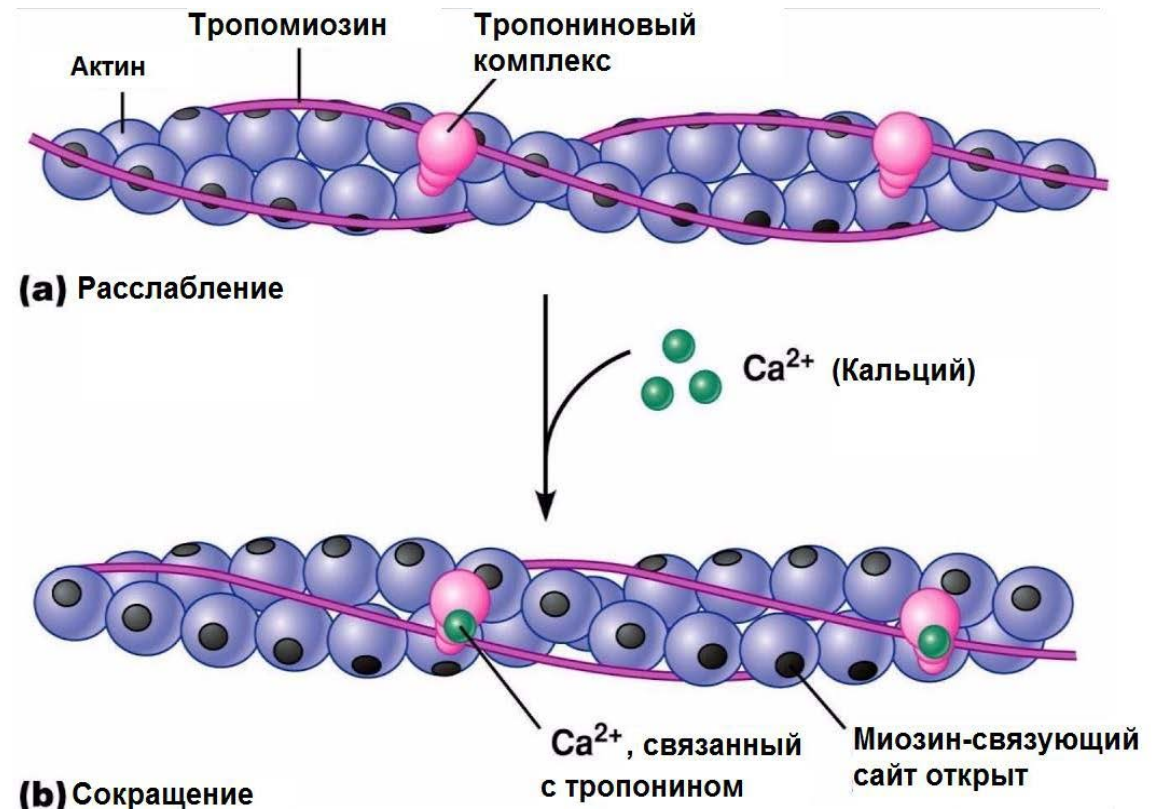 Тропомиозин
Тропониновый
комплекс
Актин
(a) Расслабление
Ca²⁺ (Кальций)
Ca²⁺, связанный
с тропонином
Миозин-связующий
сайт открыт
(b) Сокращение